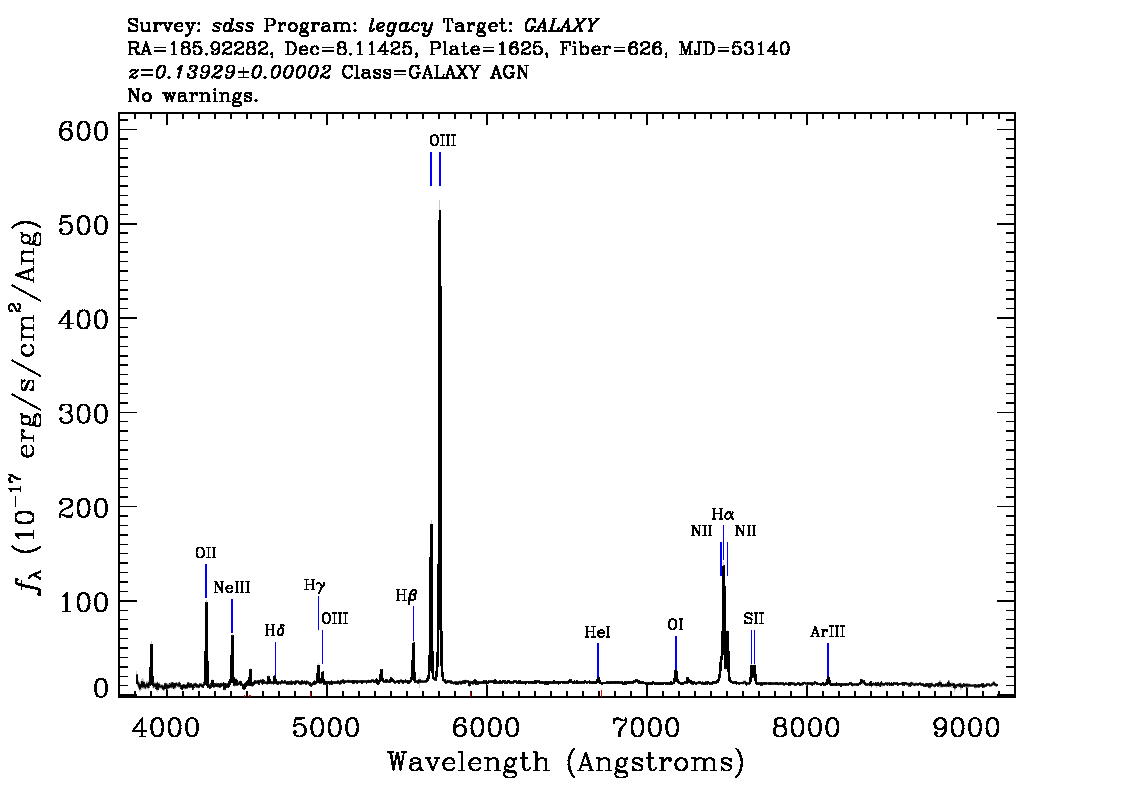 Survey: sdss Program: legacy Target: GALAXY
RA=185.92282, Dec=8.11425, Plate=1625, Fiber=626, MJD=53140
z=0.13929±0.00002 Class=GALAXY AGN
No warnings.
600
500
400
300
200
100
0
fλ (10⁻¹⁷ erg/s/cm²/Ang)
OIII
Hα
NII NII
OII
NeIII
Hγ
Hβ
OIII
Hδ
HeI
OI
SII
ArIII
4000 5000 6000 7000 8000 9000
Wavelength (Angstroms)